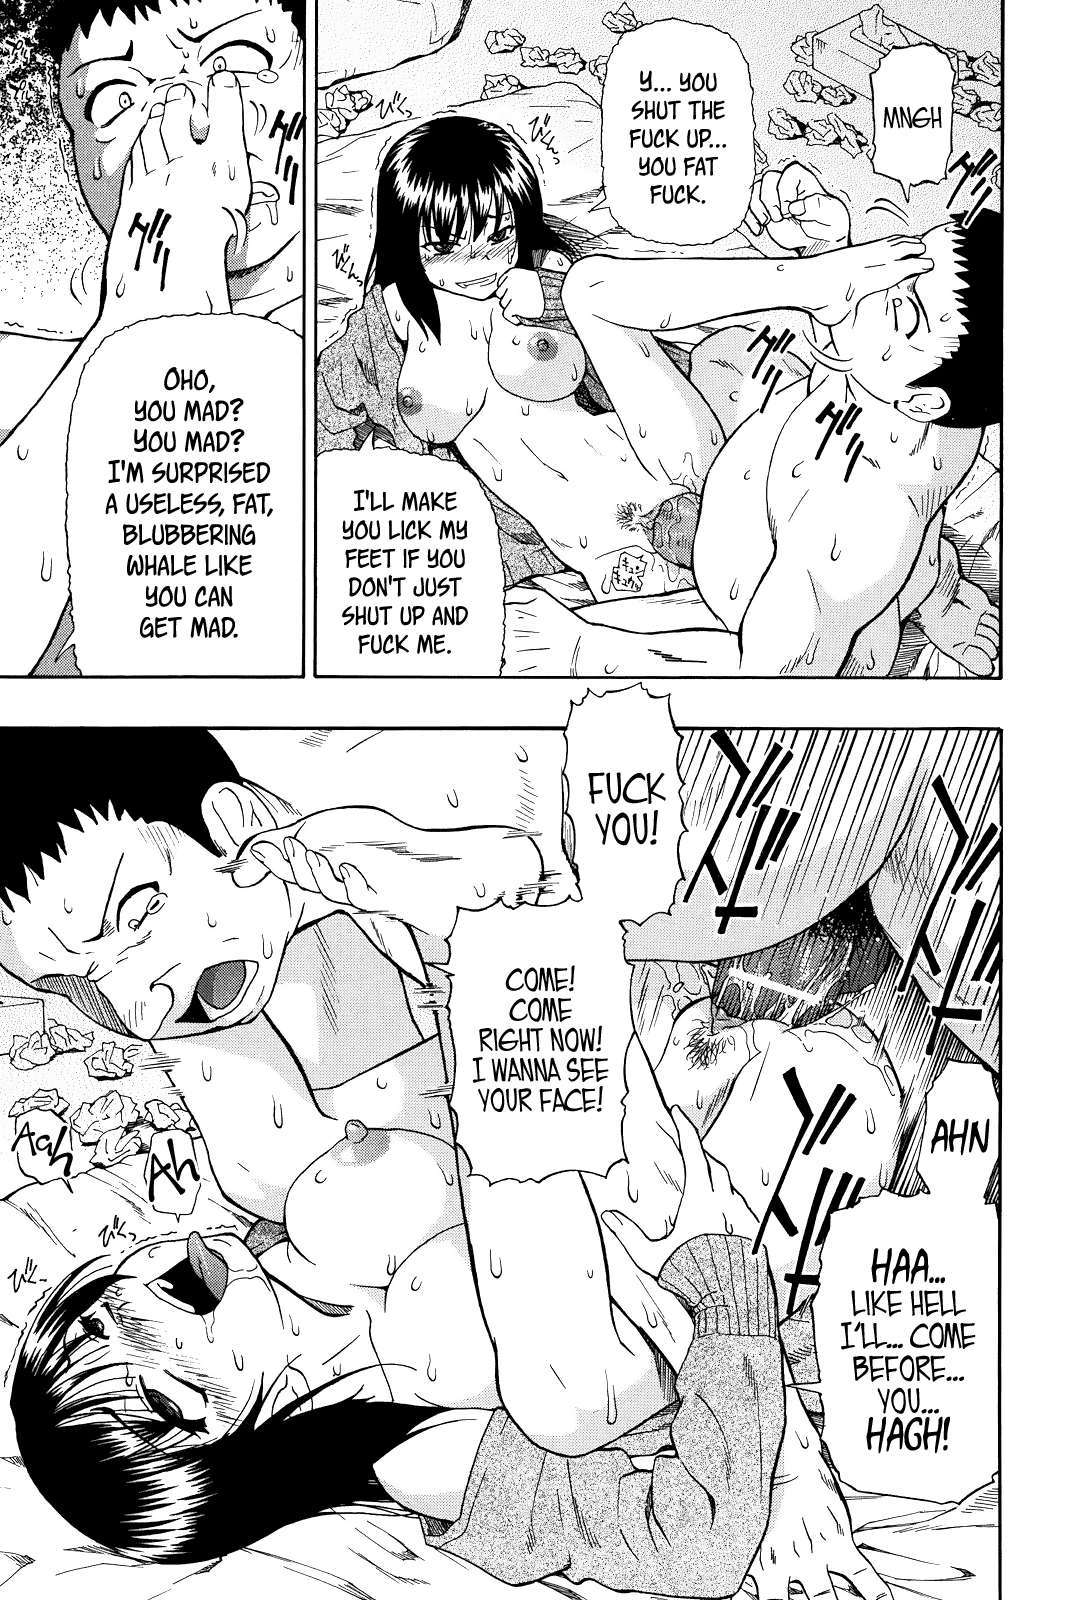 MNGH
Y... YOU
SHUT THE
FUCK UP...
YOU FAT
FUCK.
I'LL MAKE
YOU LICK MY
FEET IF YOU
DON'T JUST
SHUT UP AND
FUCK ME.
OHO,
YOU MAD?
YOU MAD?
I'M SURPRISED
A USELESS, FAT,
BLUBBERING
WHALE LIKE
YOU CAN
GET MAD.
FUCK
YOU!
COME!
COME
RIGHT NOW!
I WANNA SEE
YOUR FACE!
AHN
HAA...
LIKE HELL
I'LL... COME
BEFORE...
YOU...
HAGH!
Ah
Aah